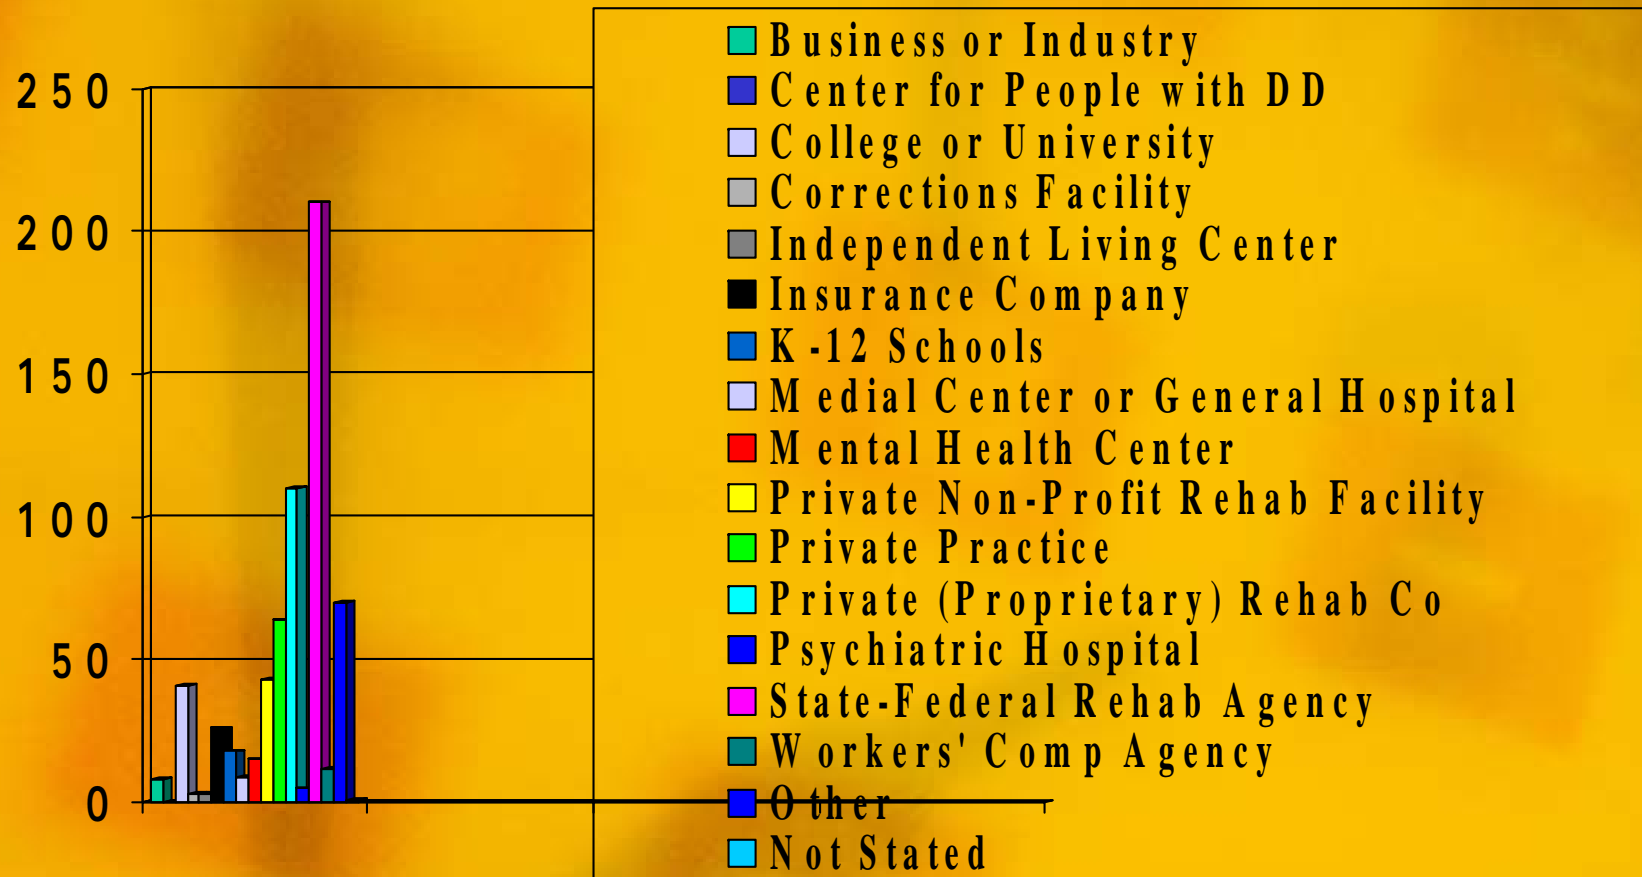 250
200
150
100
50
0
Business or Industry
Center for People with DD
College or University
Corrections Facility
Independent Living Center
Insurance Company
K-12 Schools
Medial Center or General Hospital
Mental Health Center
Private Non-Profit Rehab Facility
Private Practice
Private (Proprietary) Rehab Co
Psychiatric Hospital
State-Federal Rehab Agency
Workers' Comp Agency
Other
Not Stated